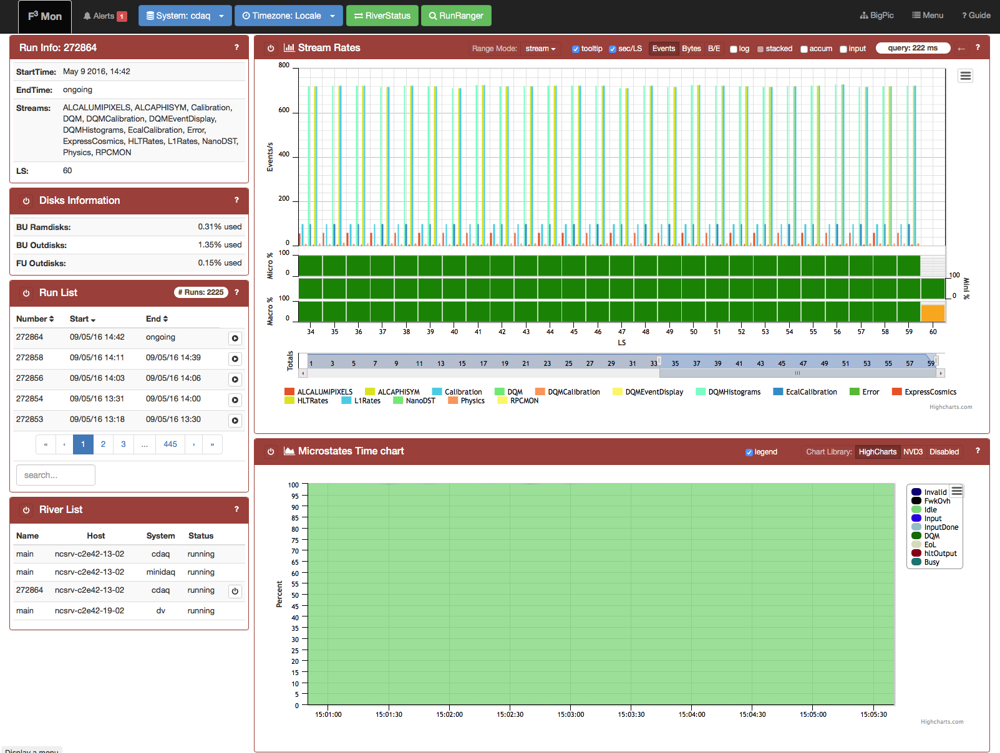 F3 Mon Alerts 1 System: cdaq Timezone: Locale RiverStatus RunRanger BigPic Menu ? Guide
Run Info: 272864 ?
StartTime: May 9 2016, 14:42
EndTime: ongoing
Streams: ALCALUMIPIXELS, ALCAPHISYM, Calibration,
DQM, DQMCalibration, DQMEventDisplay,
DQMHistograms, EcalCalibration, Error,
ExpressCosmics, HLTRates, L1Rates, NanoDST,
Physics, RPCMON
LS: 60
Disks Information ?
BU Ramdisks: 0.31% used
BU Outdisks: 1.35% used
FU Outdisks: 0.15% used
Run List # Runs: 2225 ?
Number Start End
272864 09/05/16 14:42 ongoing
272858 09/05/16 14:11 09/05/16 14:39
272856 09/05/16 14:03 09/05/16 14:06
272854 09/05/16 13:31 09/05/16 14:00
272853 09/05/16 13:18 09/05/16 13:30
« ‹ 1 2 3 ... 445 › »
search...
River List ?
Name Host System Status
main ncsrv-c2e42-13-02 cdaq running
main ncsrv-c2e42-13-02 minidaq running
272864 ncsrv-c2e42-13-02 cdaq running
main ncsrv-c2e42-19-02 dv running
Stream Rates Range Mode: stream tooltip sec/LS Events Bytes B/E log stacked accum input query: 222 ms ← ?
800
600
400
200
0
Events/s
100
0
Micro %
100
0
Mini %
100
0
Macro %
34 35 36 37 38 39 40 41 42 43 44 45 46 47 48 49 50 51 52 53 54 55 56 57 58 59 60
LS
Totals
1 3 5 7 9 11 13 15 17 19 21 23 25 27 29 31 33 35 37 39 41 43 45 47 49 51 53 55 57 59
ALCALUMIPIXELS ALCAPHISYM Calibration DQM DQMCalibration DQMEventDisplay DQMHistograms EcalCalibration Error ExpressCosmics
HLTRates L1Rates NanoDST Physics RPCMON
Highcharts.com
Microstates Time chart legend Chart Library: HighCharts NVD3 Disabled ?
100
95
90
85
80
75
70
65
60
55
50
45
40
35
30
25
20
15
10
5
0
Percent
15:01:00 15:01:30 15:02:00 15:02:30 15:03:00 15:03:30 15:04:00 15:04:30 15:05:00 15:05:30
Invalid
FwkOvh
Idle
Input
InputDone
DQM
EoL
hltOutput
Busy
Highcharts.com
Display a menu